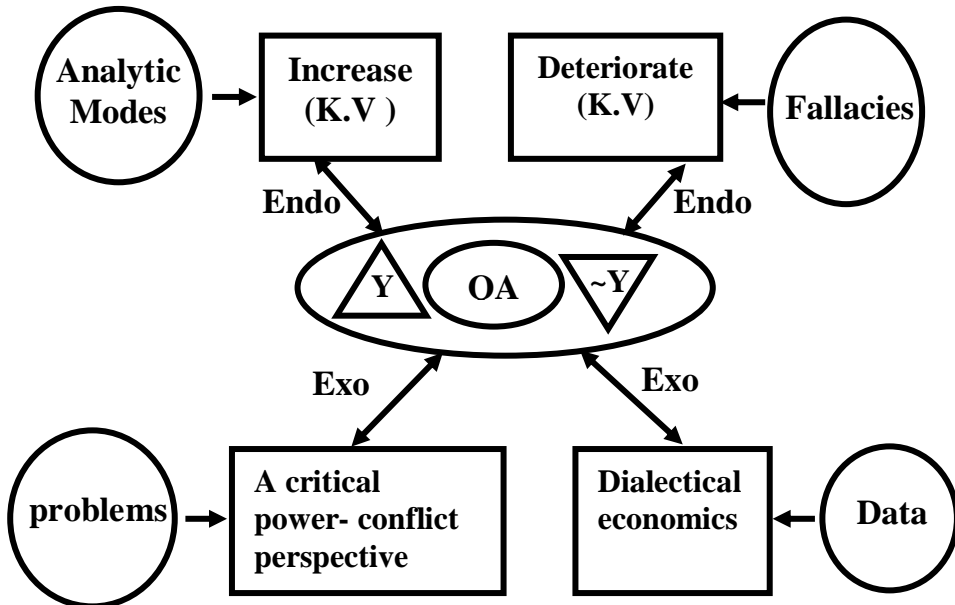 Analytic
Modes
Increase
(K.V )
Deteriorate
(K.V)
Fallacies
Endo
Endo
Y
OA
~Y
Exo
Exo
problems
A critical
power- conflict
perspective
Dialectical
economics
Data